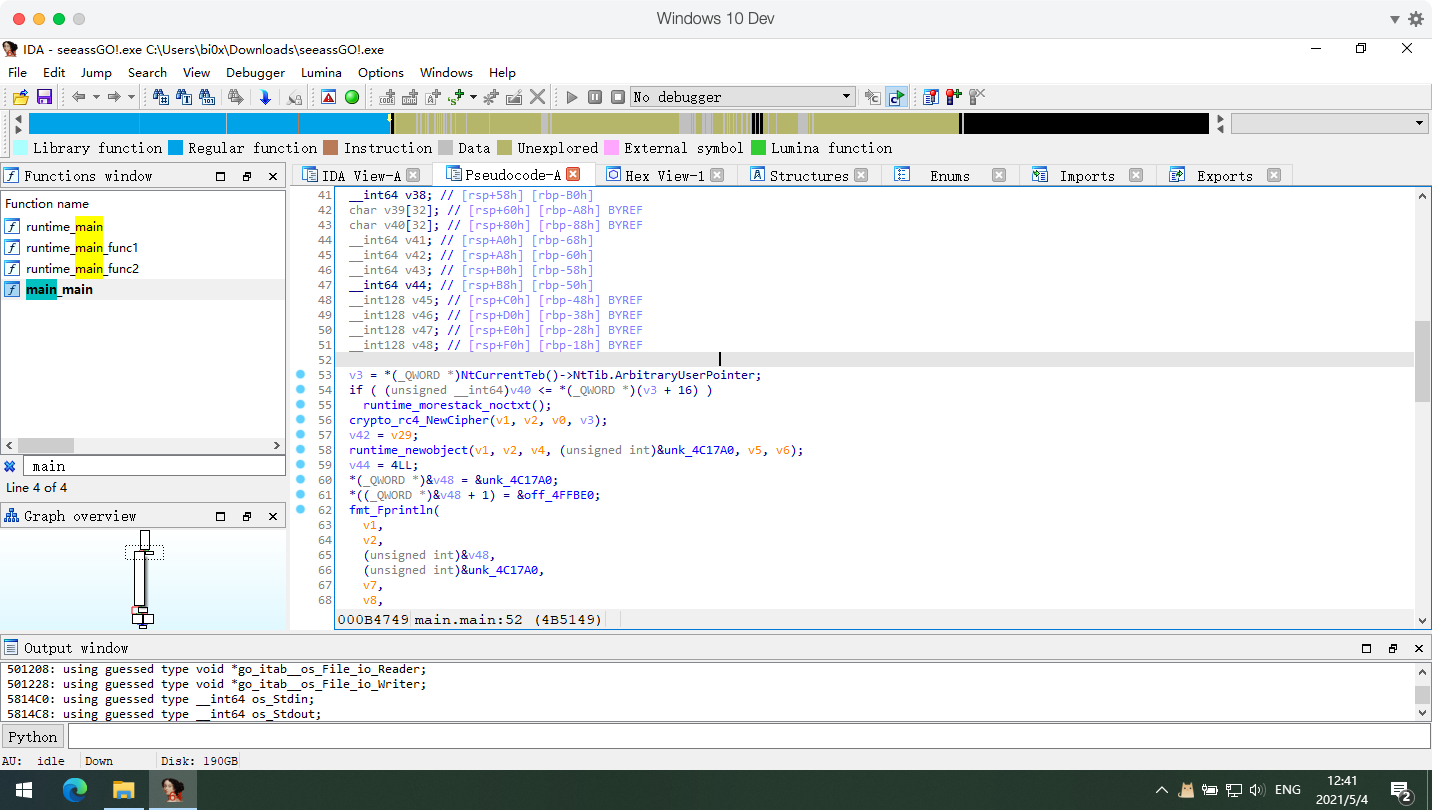 Windows 10 Dev
IDA - seeassGO!.exe C:\Users\bi0x\Downloads\seeassGO!.exe
File Edit Jump Search View Debugger Lumina Options Windows Help
No debugger
Library function Regular function Instruction Data Unexplored External symbol Lumina function
Functions window
Function name
runtime_main
runtime_main_func1
runtime_main_func2
main_main
main
Line 4 of 4
Graph overview
IDA View-A Pseudocode-A Hex View-1 Structures Enums Imports Exports
41 __int64 v38; // [rsp+58h] [rbp-B0h]
42 char v39[32]; // [rsp+60h] [rbp-A8h] BYREF
43 char v40[32]; // [rsp+80h] [rbp-88h] BYREF
44 __int64 v41; // [rsp+A0h] [rbp-68h]
45 __int64 v42; // [rsp+A8h] [rbp-60h]
46 __int64 v43; // [rsp+B0h] [rbp-58h]
47 __int64 v44; // [rsp+B8h] [rbp-50h]
48 __int128 v45; // [rsp+C0h] [rbp-48h] BYREF
49 __int128 v46; // [rsp+D0h] [rbp-38h] BYREF
50 __int128 v47; // [rsp+E0h] [rbp-28h] BYREF
51 __int128 v48; // [rsp+F0h] [rbp-18h] BYREF
52
53 v3 = *(_QWORD *)NtCurrentTeb()->NtTib.ArbitraryUserPointer;
54 if ( (unsigned __int64)v40 <= *(_QWORD *)(v3 + 16) )
55 runtime_morestack_noctxt();
56 crypto_rc4_NewCipher(v1, v2, v0, v3);
57 v42 = v29;
58 runtime_newobject(v1, v2, v4, (unsigned int)&unk_4C17A0, v5, v6);
59 v44 = 4LL;
60 *(_QWORD *)&v48 = &unk_4C17A0;
61 *((_QWORD *)&v48 + 1) = &off_4FFBE0;
62 fmt_Fprintln(
63 v1,
64 v2,
65 (unsigned int)&v48,
66 (unsigned int)&unk_4C17A0,
67 v7,
68 v8,
000B4749 main.main:52 (4B5149)
Output window
501208: using guessed type void *go_itab__os_File_io_Reader;
501228: using guessed type void *go_itab__os_File_io_Writer;
5814C0: using guessed type __int64 os_Stdin;
5814C8: using guessed type __int64 os_Stdout;
Python
AU: idle Down Disk: 190GB
ENG
12:41
2021/5/4
2